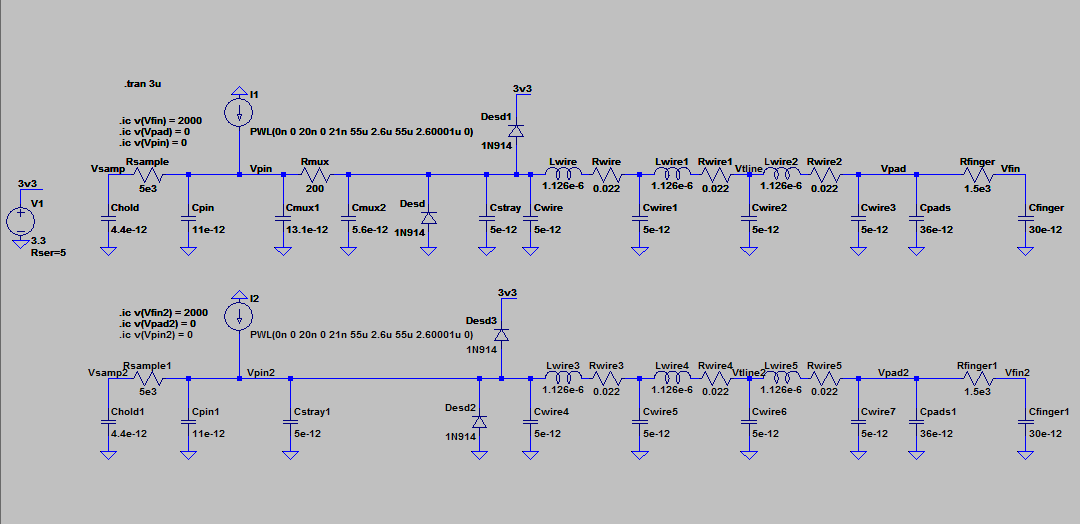 .tran 3u
I1
3v3
.ic v(Vfin) = 2000
.ic v(Vpad) = 0
.ic v(Vpin) = 0
PWL(0n 0 20n 0 21n 55u 2.6u 55u 2.60001u 0)
Desd1
1N914
Vsamp
Rsample
5e3
Vpin
Rmux
200
Lwire
1.126e-6
Rwire
0.022
Lwire1
1.126e-6
Rwire1
0.022
Vtline
Lwire2
1.126e-6
Rwire2
0.022
Vpad
Rfinger
1.5e3
Vfin
3v3
V1
3.3
Rser=5
Chold
4.4e-12
Cpin
11e-12
Cmux1
13.1e-12
Cmux2
5.6e-12
Desd
1N914
Cstray
5e-12
Cwire
5e-12
Cwire1
5e-12
Cwire2
5e-12
Cwire3
5e-12
Cpads
36e-12
Cfinger
30e-12
I2
3v3
.ic v(Vfin2) = 2000
.ic v(Vpad2) = 0
.ic v(Vpin2) = 0
PWL(0n 0 20n 0 21n 55u 2.6u 55u 2.60001u 0)
Desd3
1N914
Vsamp2
Rsample1
5e3
Vpin2
Lwire3
1.126e-6
Rwire3
0.022
Lwire4
1.126e-6
Rwire4
0.022
Vtline2
Lwire5
1.126e-6
Rwire5
0.022
Vpad2
Rfinger1
1.5e3
Vfin2
Chold1
4.4e-12
Cpin1
11e-12
Cstray1
5e-12
Desd2
1N914
Cwire4
5e-12
Cwire5
5e-12
Cwire6
5e-12
Cwire7
5e-12
Cpads1
36e-12
Cfinger1
30e-12